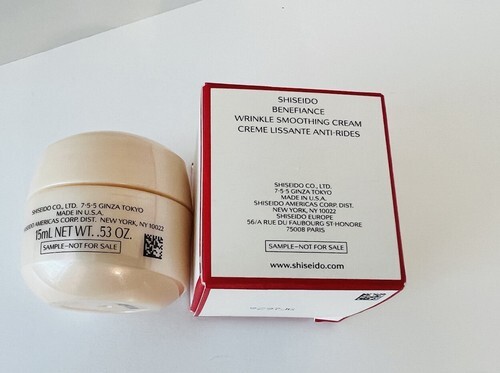 SHISEIDO CO., LTD. 7-5-5 GINZA TOKYO
MADE IN U.S.A.
AMERICAS CORP. DIST. NEW YORK, NY 10022
15mL NET WT. .53 OZ.
SAMPLE–NOT FOR SALE
SHISEIDO
BENEFIANCE
WRINKLE SMOOTHING CREAM
CREME LISSANTE ANTI-RIDES
SHISEIDO CO., LTD.
7-5-5 GINZA TOKYO
MADE IN U.S.A.
SHISEIDO AMERICAS CORP. DIST.
NEW YORK, NY 10022
SHISEIDO EUROPE
56/A RUE DU FAUBOURG ST-HONORE
75008 PARIS
SAMPLE–NOT FOR SALE
www.shiseido.com